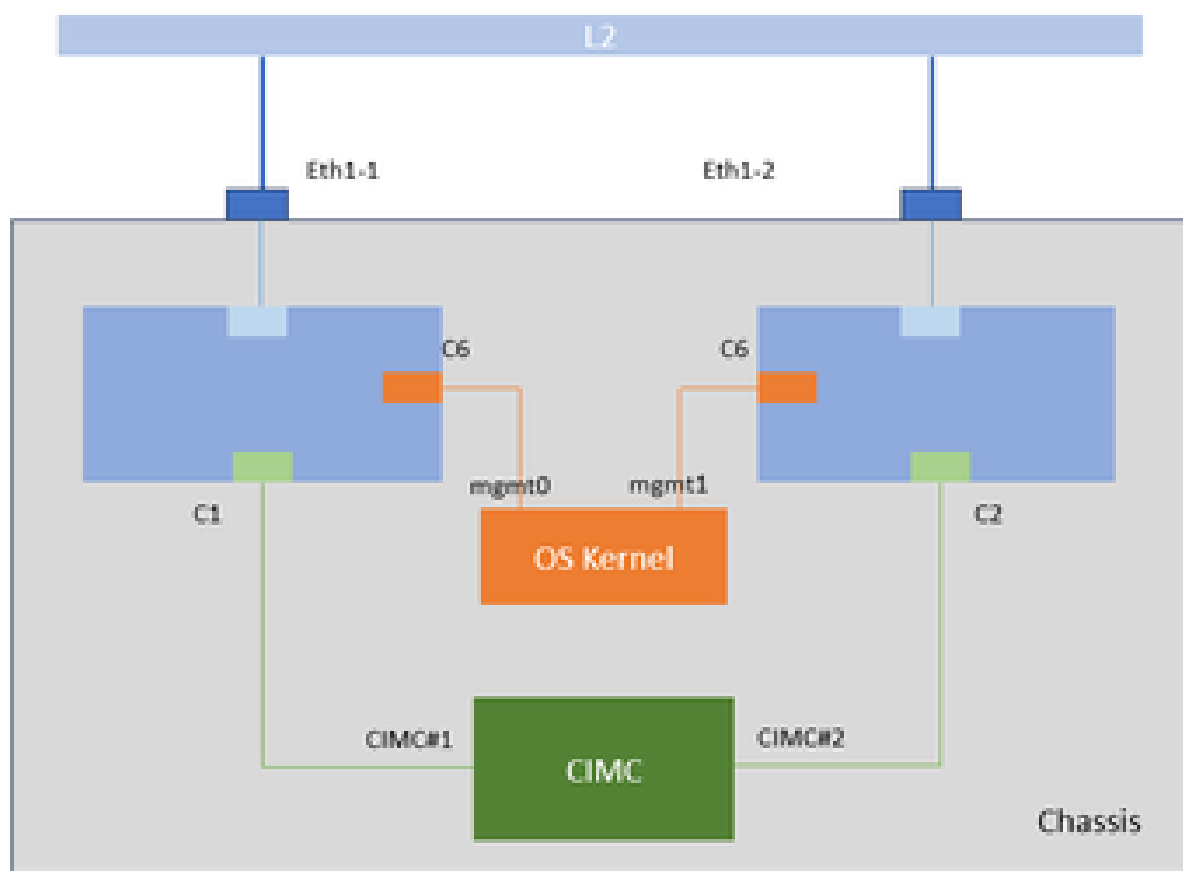 L2
Eth1-1
Eth1-2
C6
C6
mgmt0
mgmt1
C1
C2
OS Kernel
CIMC#1
CIMC#2
CIMC
Chassis